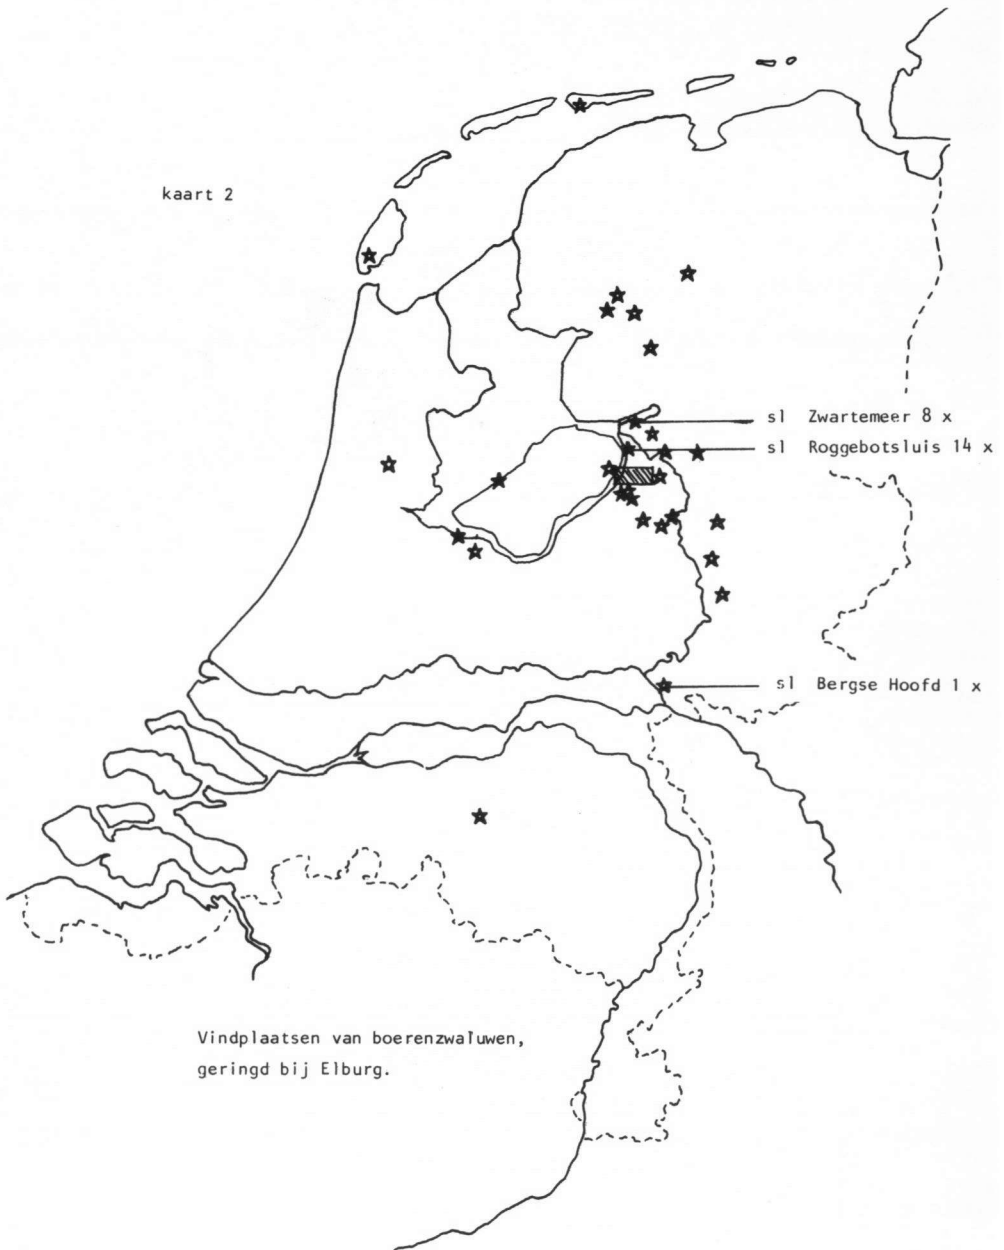 kaart 2
sl Zwartemeer 8 x
sl Roggebotsluis 14 x
sl Bergse Hoofd 1 x
Vindplaatsen van boerenzwaluwen,
geringd bij Elburg.